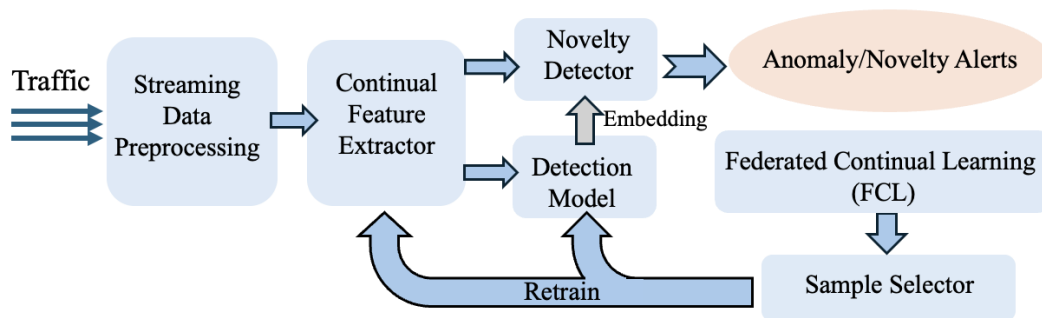 Traffic
Streaming
Data
Preprocessing
Continual
Feature
Extractor
Novelty
Detector
Embedding
Detection
Model
Anomaly/Novelty Alerts
Federated Continual Learning
(FCL)
Sample Selector
Retrain